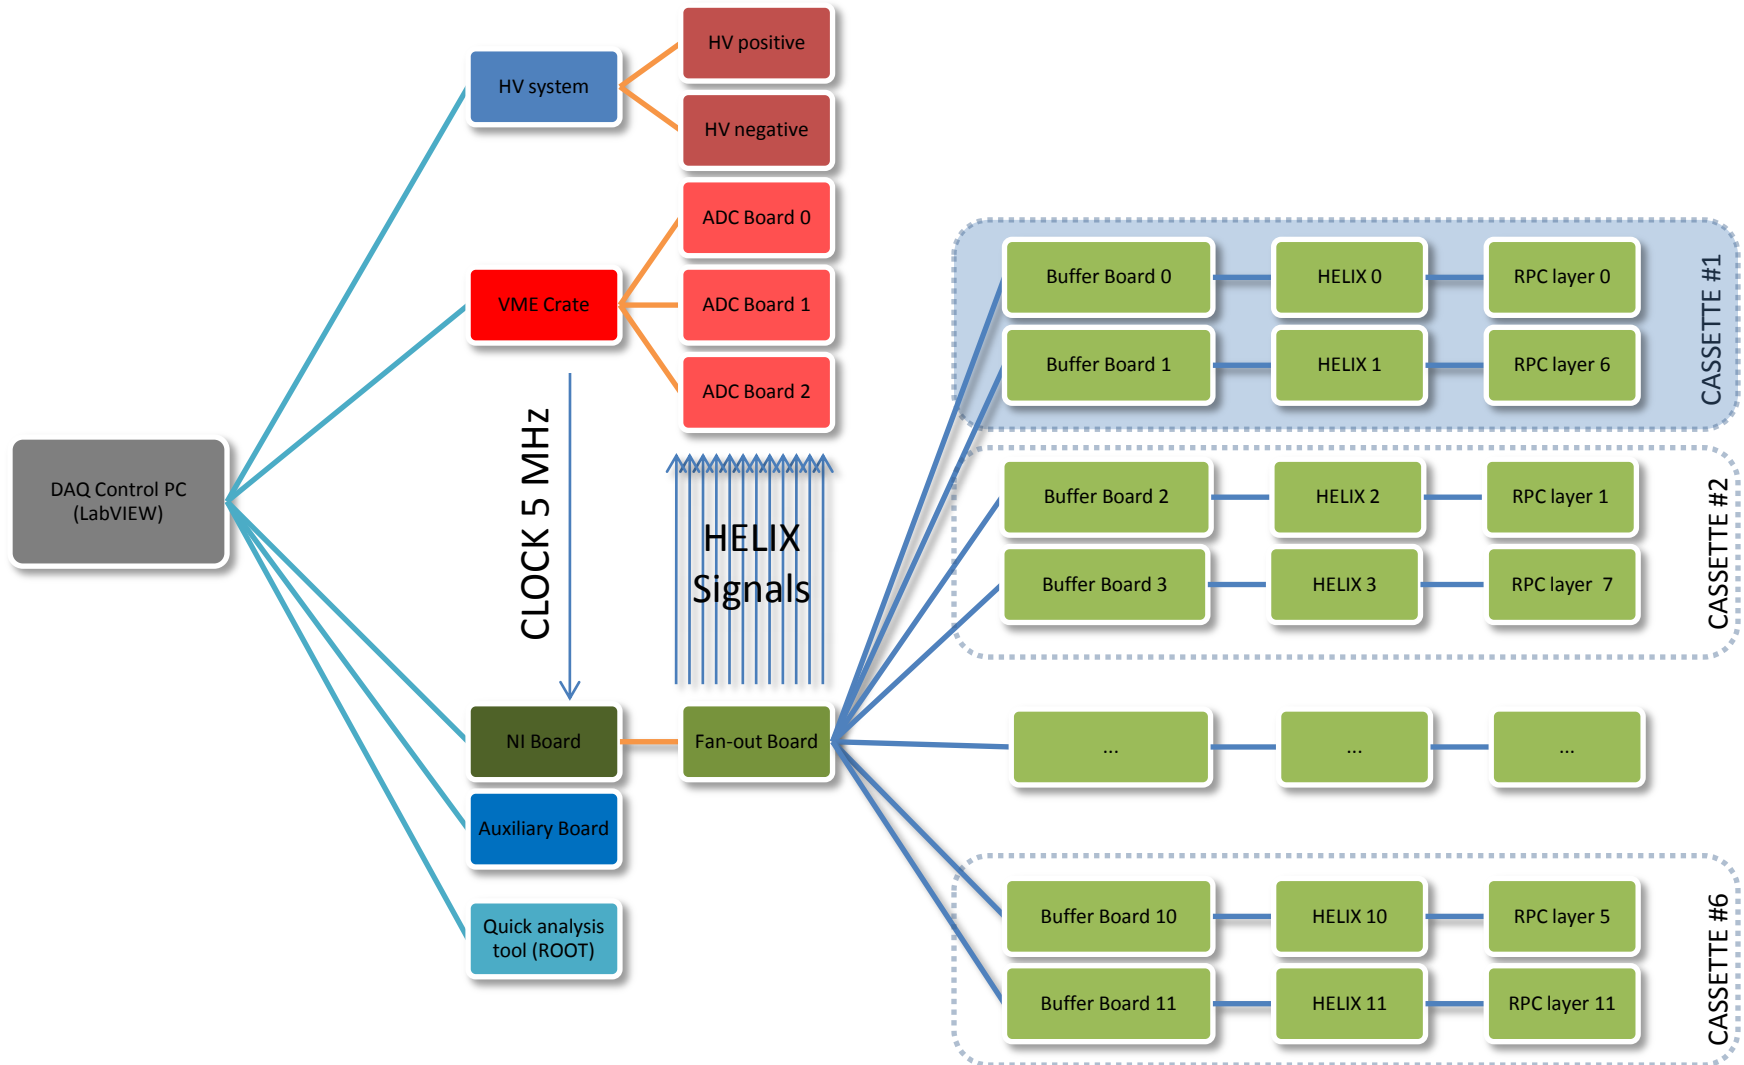 HV positive
HV system
HV negative
ADC Board 0
VME Crate
ADC Board 1
ADC Board 2
DAQ Control PC
(LabVIEW)
CLOCK 5 MHz
HELIX
Signals
NI Board
Fan-out Board
Auxiliary Board
Quick analysis
tool (ROOT)
Buffer Board 0
HELIX 0
RPC layer 0
Buffer Board 1
HELIX 1
RPC layer 6
CASSETTE #1
Buffer Board 2
HELIX 2
RPC layer 1
Buffer Board 3
HELIX 3
RPC layer  7
CASSETTE #2
...
...
...
Buffer Board 10
HELIX 10
RPC layer 5
Buffer Board 11
HELIX 11
RPC layer 11
CASSETTE #6